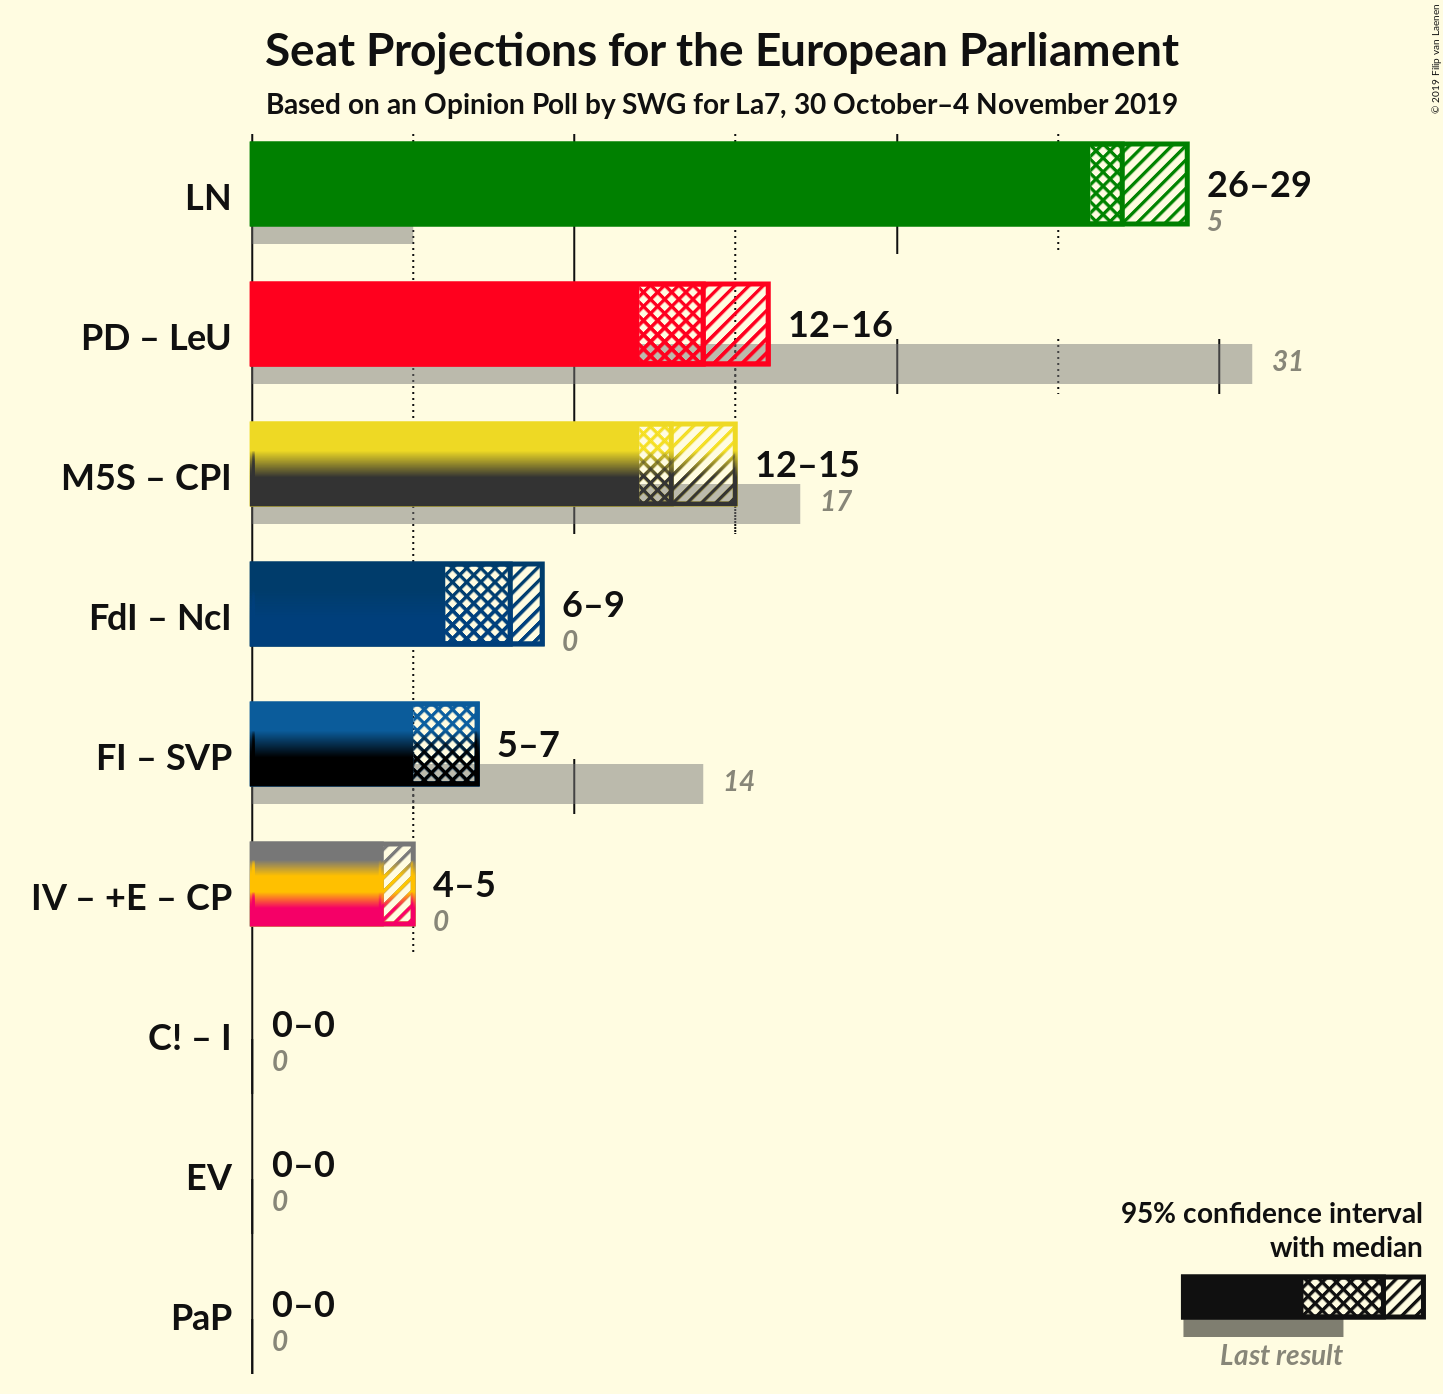 Seat Projections for the European Parliament
Based on an Opinion Poll by SWG for La7, 30 October–4 November 2019
© 2019 Filip van Laenen
LN
26–29
5
PD – LeU
12–16
31
M5S – CPI
12–15
17
FdI – NcI
6–9
0
FI – SVP
5–7
14
IV – +E – CP
4–5
0
C! – I
0–0
0
EV
0–0
0
PaP
0–0
0
95% confidence interval
with median
Last result